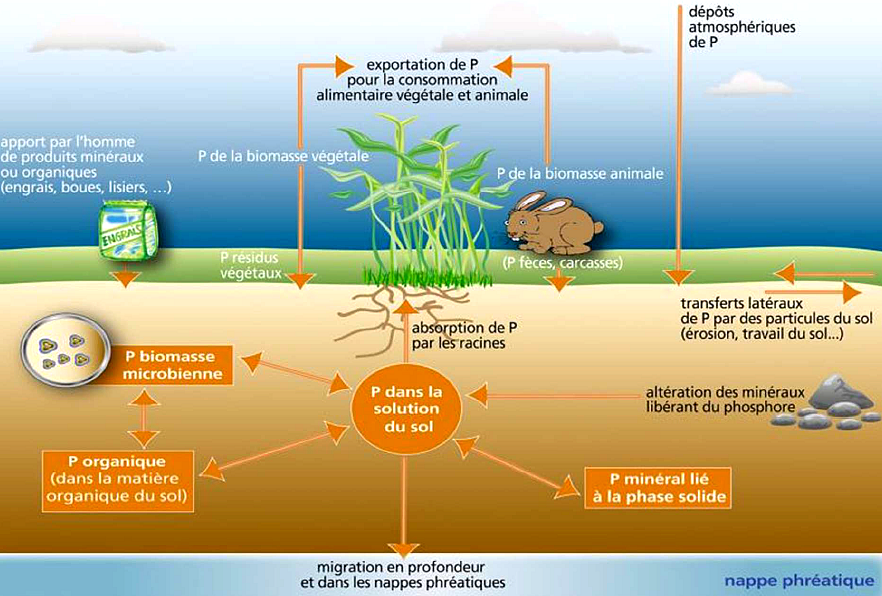 dépôts
atmosphériques
de P
exportation de P
pour la consommation
alimentaire végétale et animale
apport par l'homme
de produits minéraux
ou organiques
(engrais, boues, lisiers, ...)
P de la biomasse végétale
P de la biomasse animale
ENGRAIS
P résidus
végétaux
(P fèces, carcasses)
transferts latéraux
de P par des particules du sol
(érosion, travail du sol...)
absorption de P
par les racines
P biomasse
microbienne
P dans la
solution
du sol
altération des minéraux
libérant du phosphore
P organique
(dans la matière
organique du sol)
P minéral lié
à la phase solide
migration en profondeur
et dans les nappes phréatiques
nappe phréatique